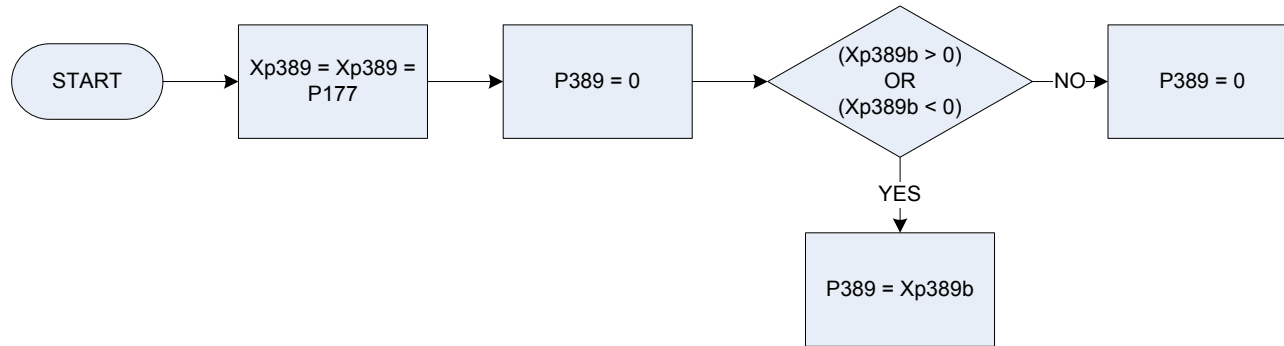 START
Xp389 = Xp389 =
P177
P389 = 0
(Xp389b > 0)
OR
(Xp389b < 0)
NO
P389 = 0
YES
P389 = Xp389b